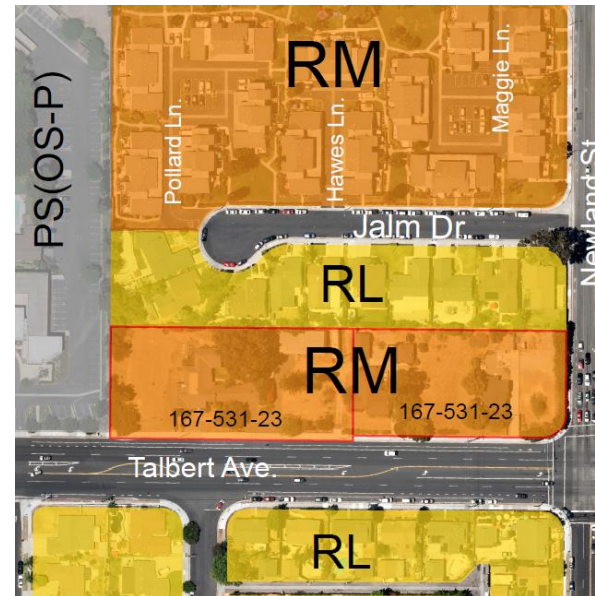 PS(OS-P)
RM
Pollard Ln.
Hawes Ln.
Maggie Ln.
Newland St
Jalm Dr.
RL
RM
167-531-23
167-531-23
Talbert Ave.
RL